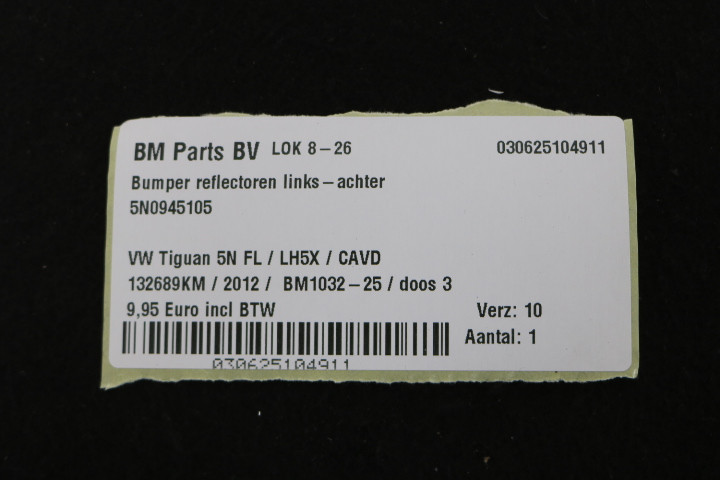 BM Parts BV LOK 8-26 030625104911
Bumper reflectoren links-achter
5N0945105
VW Tiguan 5N FL / LH5X / CAVD
132689KM / 2012 / BM1032-25 / doos 3
9,95 Euro incl BTW Verz: 10
Aantal: 1
030625104911